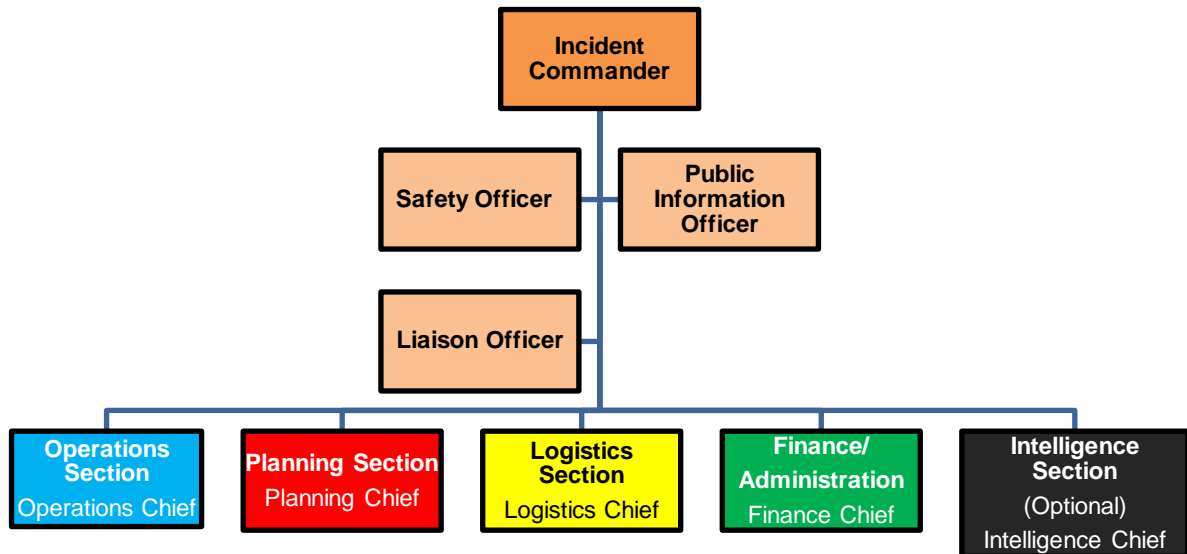 Incident
Commander
Safety Officer
Public
Information
Officer
Liaison Officer
Operations
Section
Operations Chief
Planning Section
Planning Chief
Logistics
Section
Logistics Chief
Finance/
Administration
Finance Chief
Intelligence
Section
(Optional)
Intelligence Chief